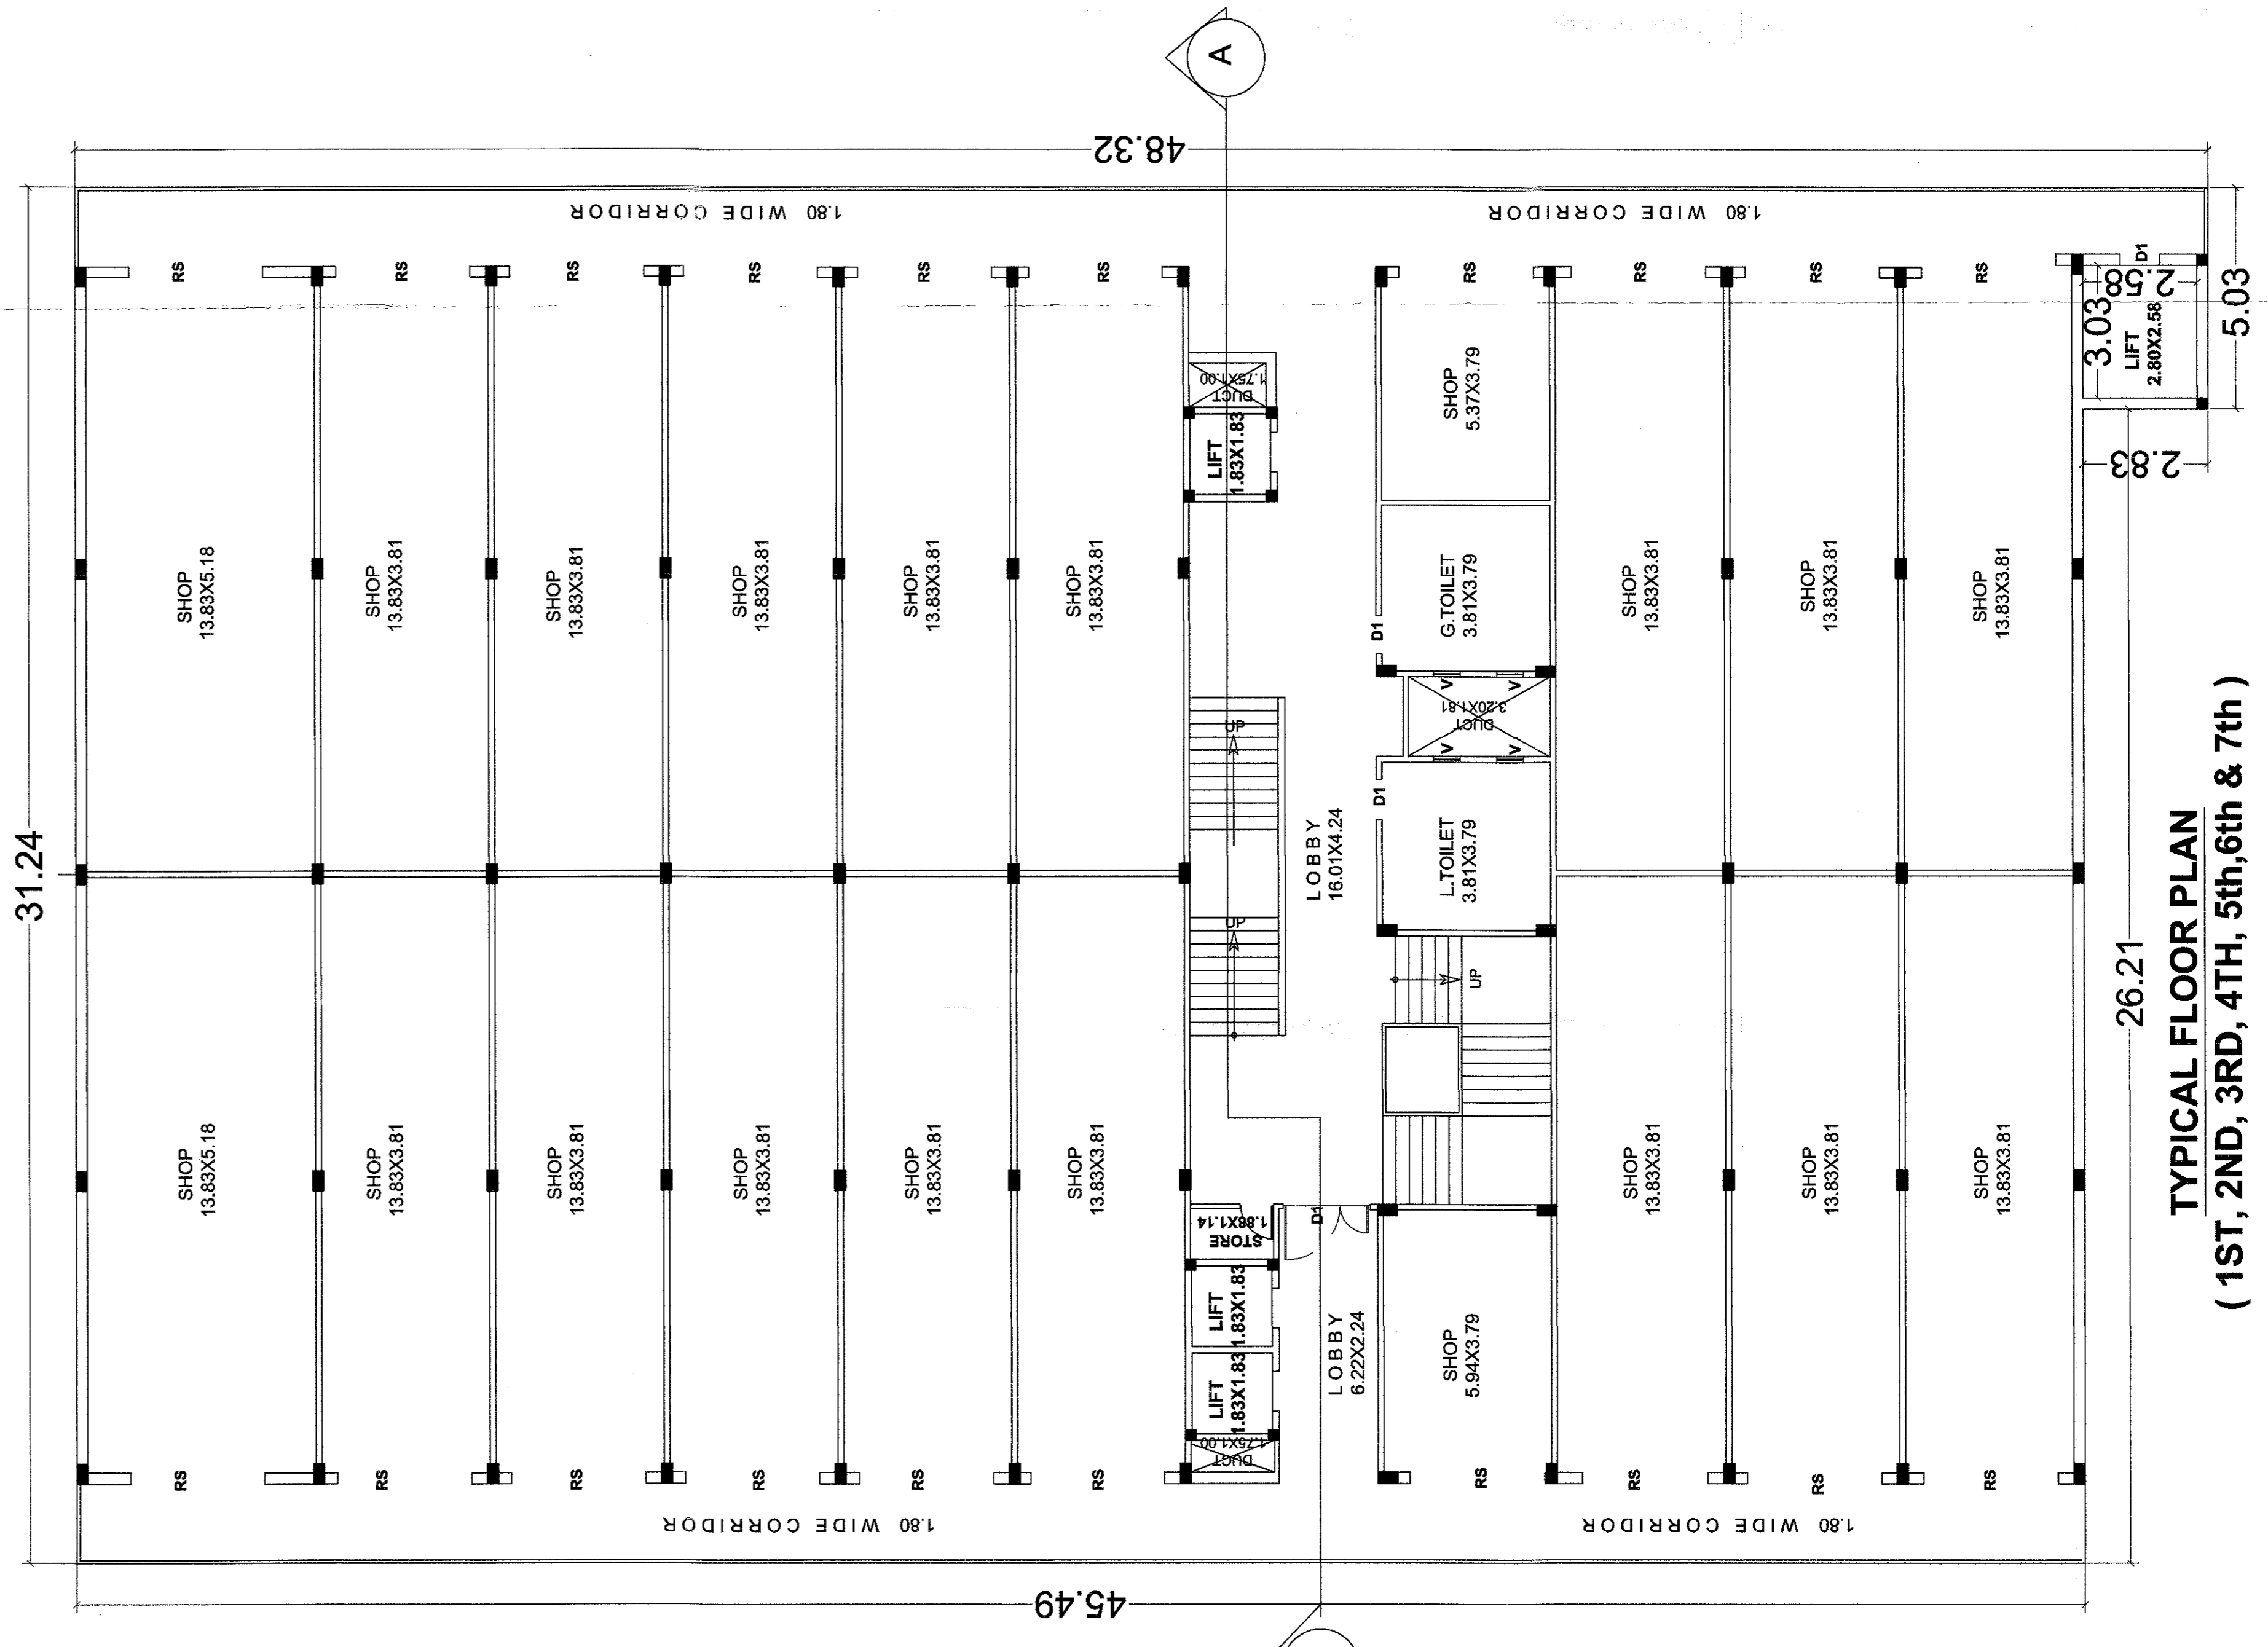 A
48.32
31.24
1.80 WIDE CORRIDOR
1.80 WIDE CORRIDOR
RS
RS
RS
RS
RS
RS
RS
RS
RS
D1
SHOP
13.83X5.18
SHOP
13.83X3.81
SHOP
13.83X3.81
SHOP
13.83X3.81
SHOP
13.83X3.81
SHOP
13.83X3.81
DUCT
1.75X1.00
LIFT
1.83X1.83
SHOP
5.37X3.79
G.TOILET
3.81X3.79
D1
SHOP
13.83X3.81
SHOP
13.83X3.81
SHOP
13.83X3.81
2.58
3.03
LIFT
2.80X2.58
5.03
2.83
UP
UP
LOBBY
16.01X4.24
V
V
DUCT
3.20X1.81
V
V
D1
L.TOILET
3.81X3.79
UP
SHOP
13.83X5.18
SHOP
13.83X3.81
SHOP
13.83X3.81
SHOP
13.83X3.81
SHOP
13.83X3.81
SHOP
13.83X3.81
STORE
1.88X1.14
D1
LIFT
1.83X1.83
LIFT
1.83X1.83
DUCT
1.75X1.00
LOBBY
6.22X2.24
SHOP
5.94X3.79
SHOP
13.83X3.81
SHOP
13.83X3.81
SHOP
13.83X3.81
RS
RS
RS
RS
RS
RS
RS
RS
RS
RS
1.80 WIDE CORRIDOR
1.80 WIDE CORRIDOR
45.49
26.21
TYPICAL FLOOR PLAN
( 1ST, 2ND, 3RD, 4TH, 5th,6th & 7th )